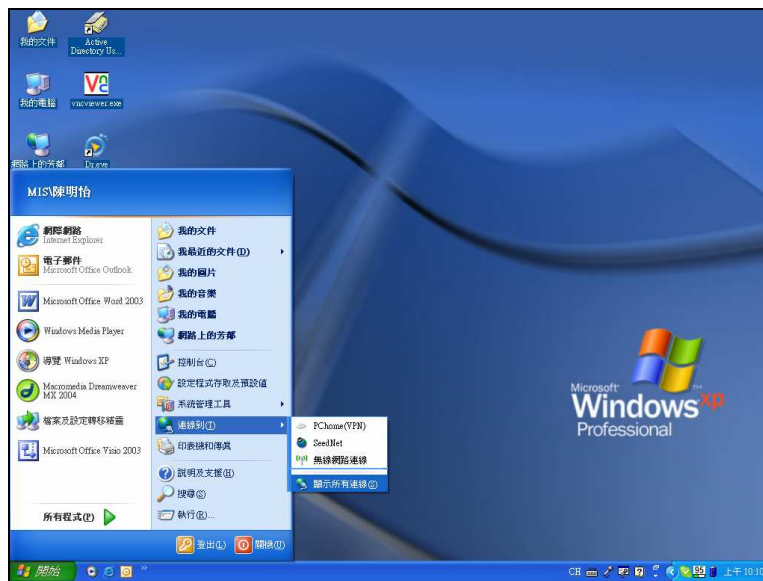 我的文件
Active
Directory Us...
我的電腦
vncviewer.exe
網路上的芳鄰
Dr.eye
MIS\陳明怡
網際網路
Internet Explorer
電子郵件
Microsoft Office Outlook
Microsoft Office Word 2003
Windows Media Player
導覽 Windows XP
Macromedia Dreamweaver
MX 2004
檔案及設定轉移精靈
Microsoft Office Visio 2003
所有程式(P)
我的文件
我最近的文件(D)
我的圖片
我的音樂
我的電腦
網路上的芳鄰
控制台(C)
設定程式存取及預設值
系統管理工具
連線到(T)
印表機和傳真
說明及支援(H)
搜尋(S)
執行(R)...
PChome(VPN)
SeedNet
無線網路連線
顯示所有連線(S)
登出(L)
關機(U)
Microsoft
Windows xp
Professional
開始
CH
95
上午 10:10